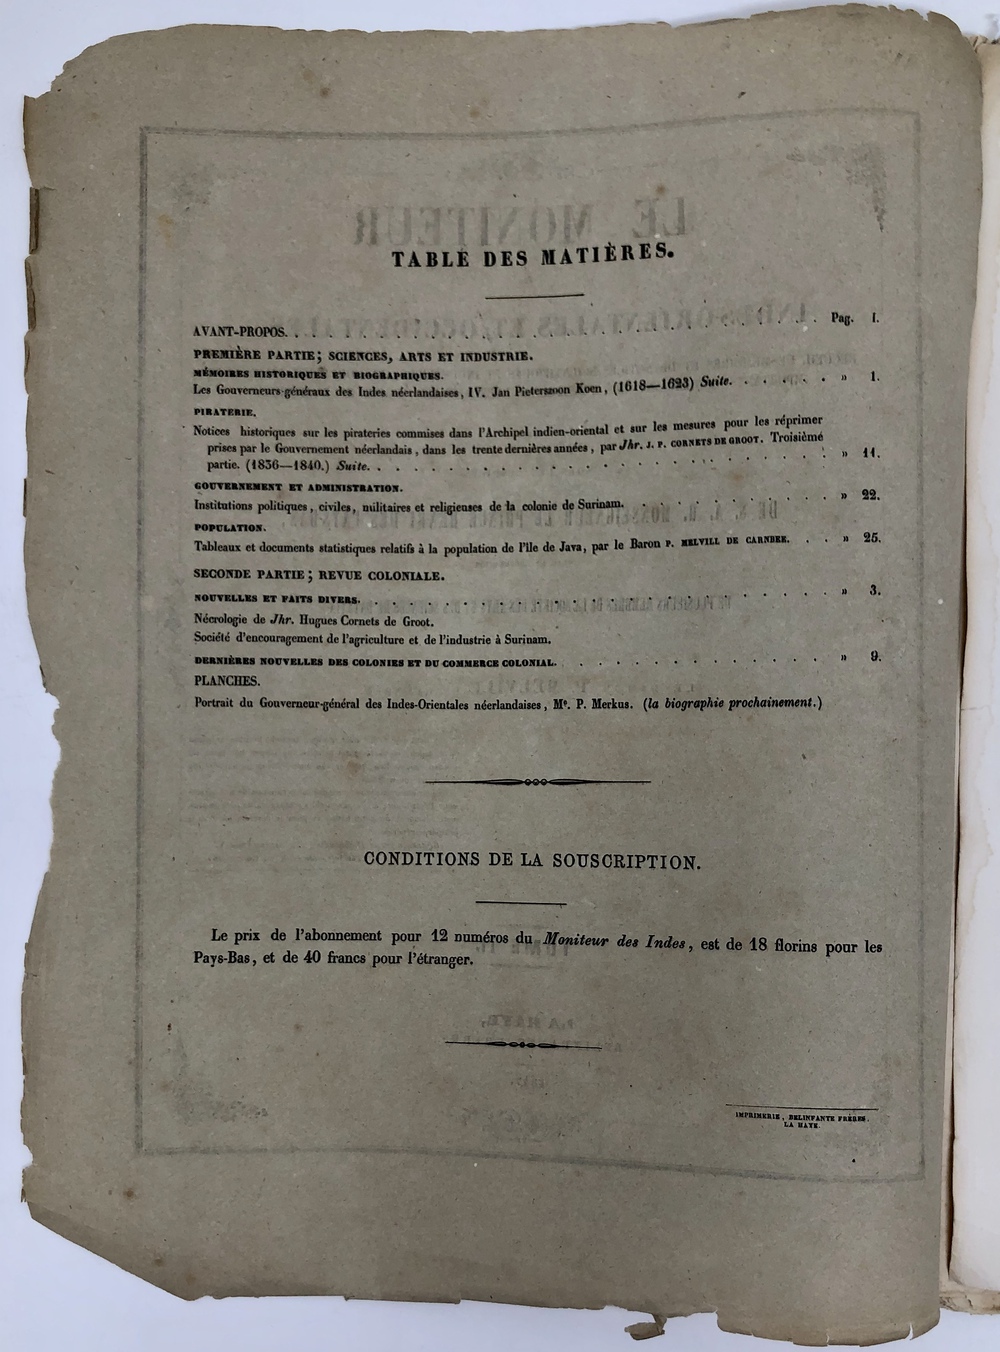 TABLE DES MATIÈRES.
AVANT-PROPOS. . . . . . . . . . . . . . . . . . . . . . . . Pag. I.
PREMIÈRE PARTIE; SCIENCES, ARTS ET INDUSTRIE.
MÉMOIRES HISTORIQUES ET BIOGRAPHIQUES.
Les Gouverneurs-généraux des Indes néerlandaises, IV. Jan Pieterszoon Koen, (1618—1623) Suite. . . . . . » 1.
PIRATERIE.
Notices historiques sur les pirateries commises dans l'Archipel indien-oriental et sur les mesures pour les réprimer
prises par le Gouvernement néerlandais, dans les trente dernières années, par Jhr. J. P. CORNETS DE GROOT. Troisième
partie. (1836—1840.) Suite. . . . . . . . . . . . . . . . . . . . » 11.
GOUVERNEMENT ET ADMINISTRATION.
Institutions politiques, civiles, militaires et religieuses de la colonie de Surinam. . . . . . . . . . » 22.
POPULATION.
Tableaux et documents statistiques relatifs à la population de l'île de Java, par le Baron P. MELVILL DE CARNBEE. . . » 25.
SECONDE PARTIE; REVUE COLONIALE.
NOUVELLES ET FAITS DIVERS. . . . . . . . . . . . . . . . . . . . » 3.
Nécrologie de Jhr. Hugues Cornets de Groot.
Société d'encouragement de l'agriculture et de l'industrie à Surinam.
DERNIÈRES NOUVELLES DES COLONIES ET DU COMMERCE COLONIAL. . . . . . . . . . . . » 9.
PLANCHES.
Portrait du Gouverneur-général des Indes-Orientales néerlandaises, Me. P. Merkus. (la biographie prochainement.)
CONDITIONS DE LA SOUSCRIPTION.
Le prix de l'abonnement pour 12 numéros du Moniteur des Indes, est de 18 florins pour les
Pays-Bas, et de 40 francs pour l'étranger.
IMPRIMERIE, BELINFANTE FRÈRES.
LA HAYE.